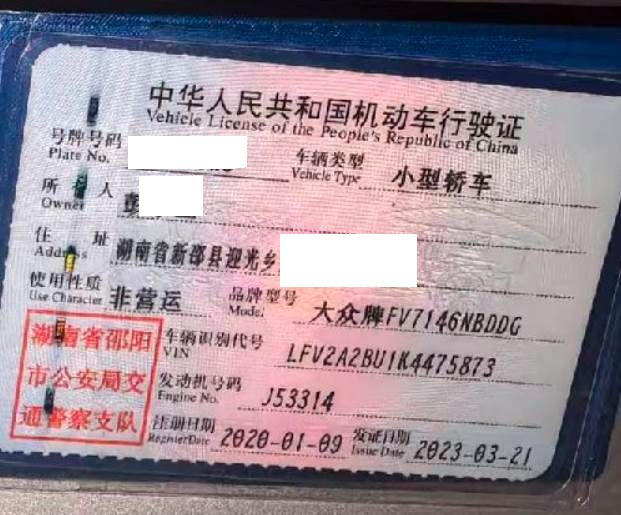 中华人民共和国机动车行驶证
Vehicle License of the People's Republic of China
号牌号码 车辆类型 小型轿车
Plate No. Vehicle Type
所有人
Owner
住址 湖南省新邵县迎光乡
Address
使用性质 非营运 品牌型号 大众牌FV7146NBDDG
Use Character Model
湖南省邵阳 车辆识别代号 LFV2A2BU1K4475873
VIN
市公安局交 发动机号码 J53314
Engine No.
通警察支队 注册日期 2020-01-09 发证日期 2023-03-21
Register Date Issue Date